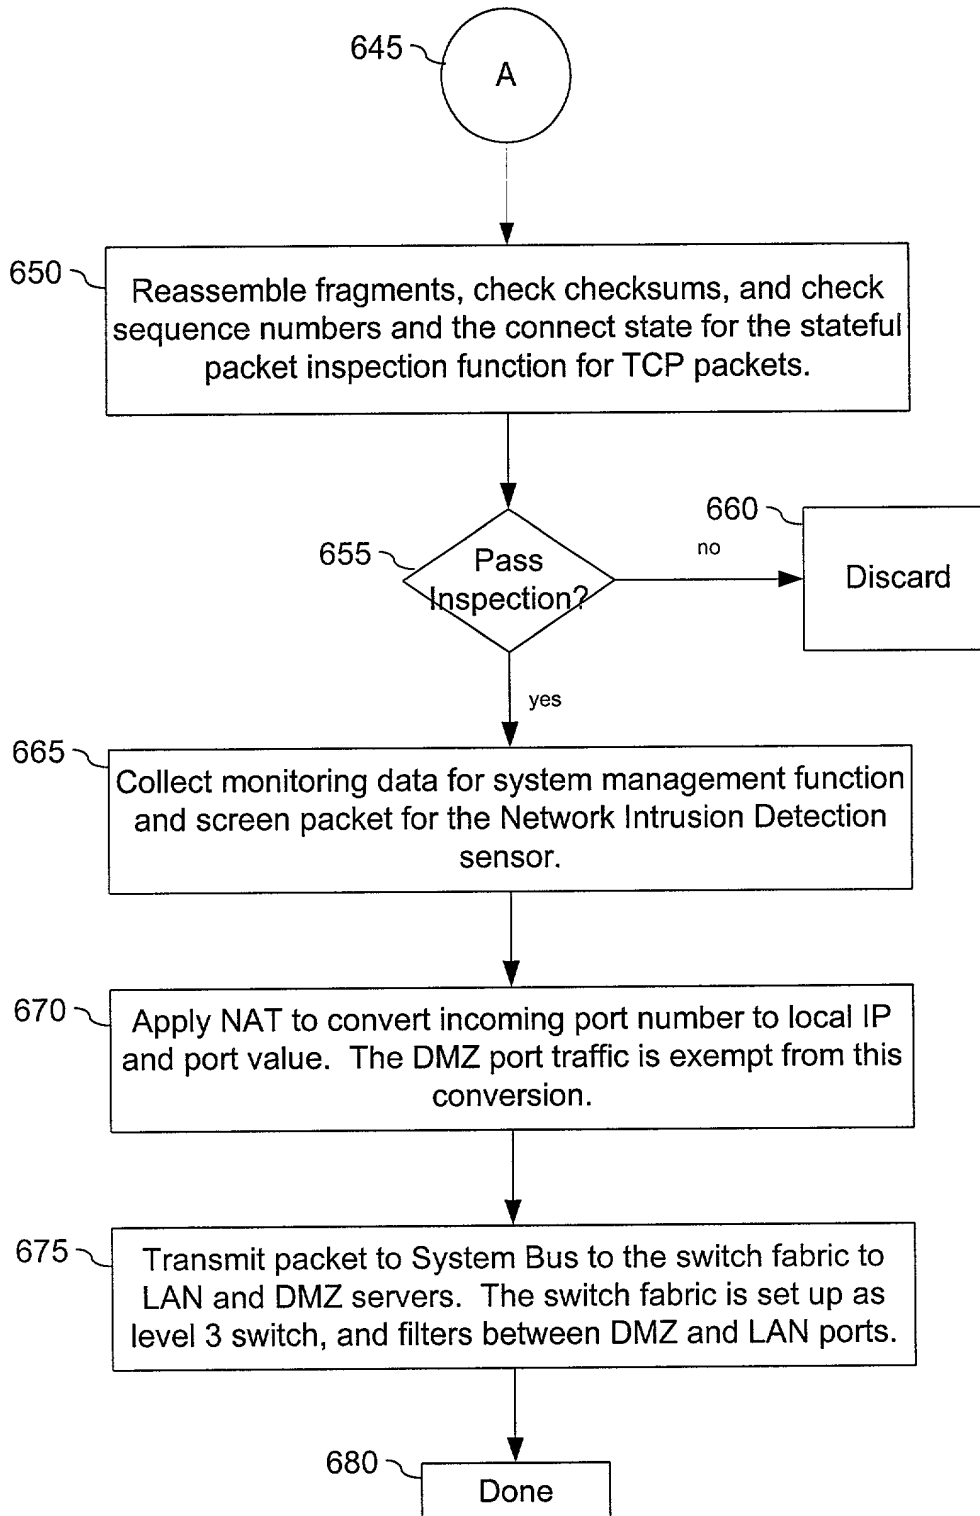 645
A
650
Reassemble fragments, check checksums, and check
sequence numbers and the connect state for the stateful
packet inspection function for TCP packets.
655
Pass
Inspection?
no
660
Discard
yes
665
Collect monitoring data for system management function
and screen packet for the Network Intrusion Detection
sensor.
670
Apply NAT to convert incoming port number to local IP
and port value. The DMZ port traffic is exempt from this
conversion.
675
Transmit packet to System Bus to the switch fabric to
LAN and DMZ servers. The switch fabric is set up as
level 3 switch, and filters between DMZ and LAN ports.
680
Done